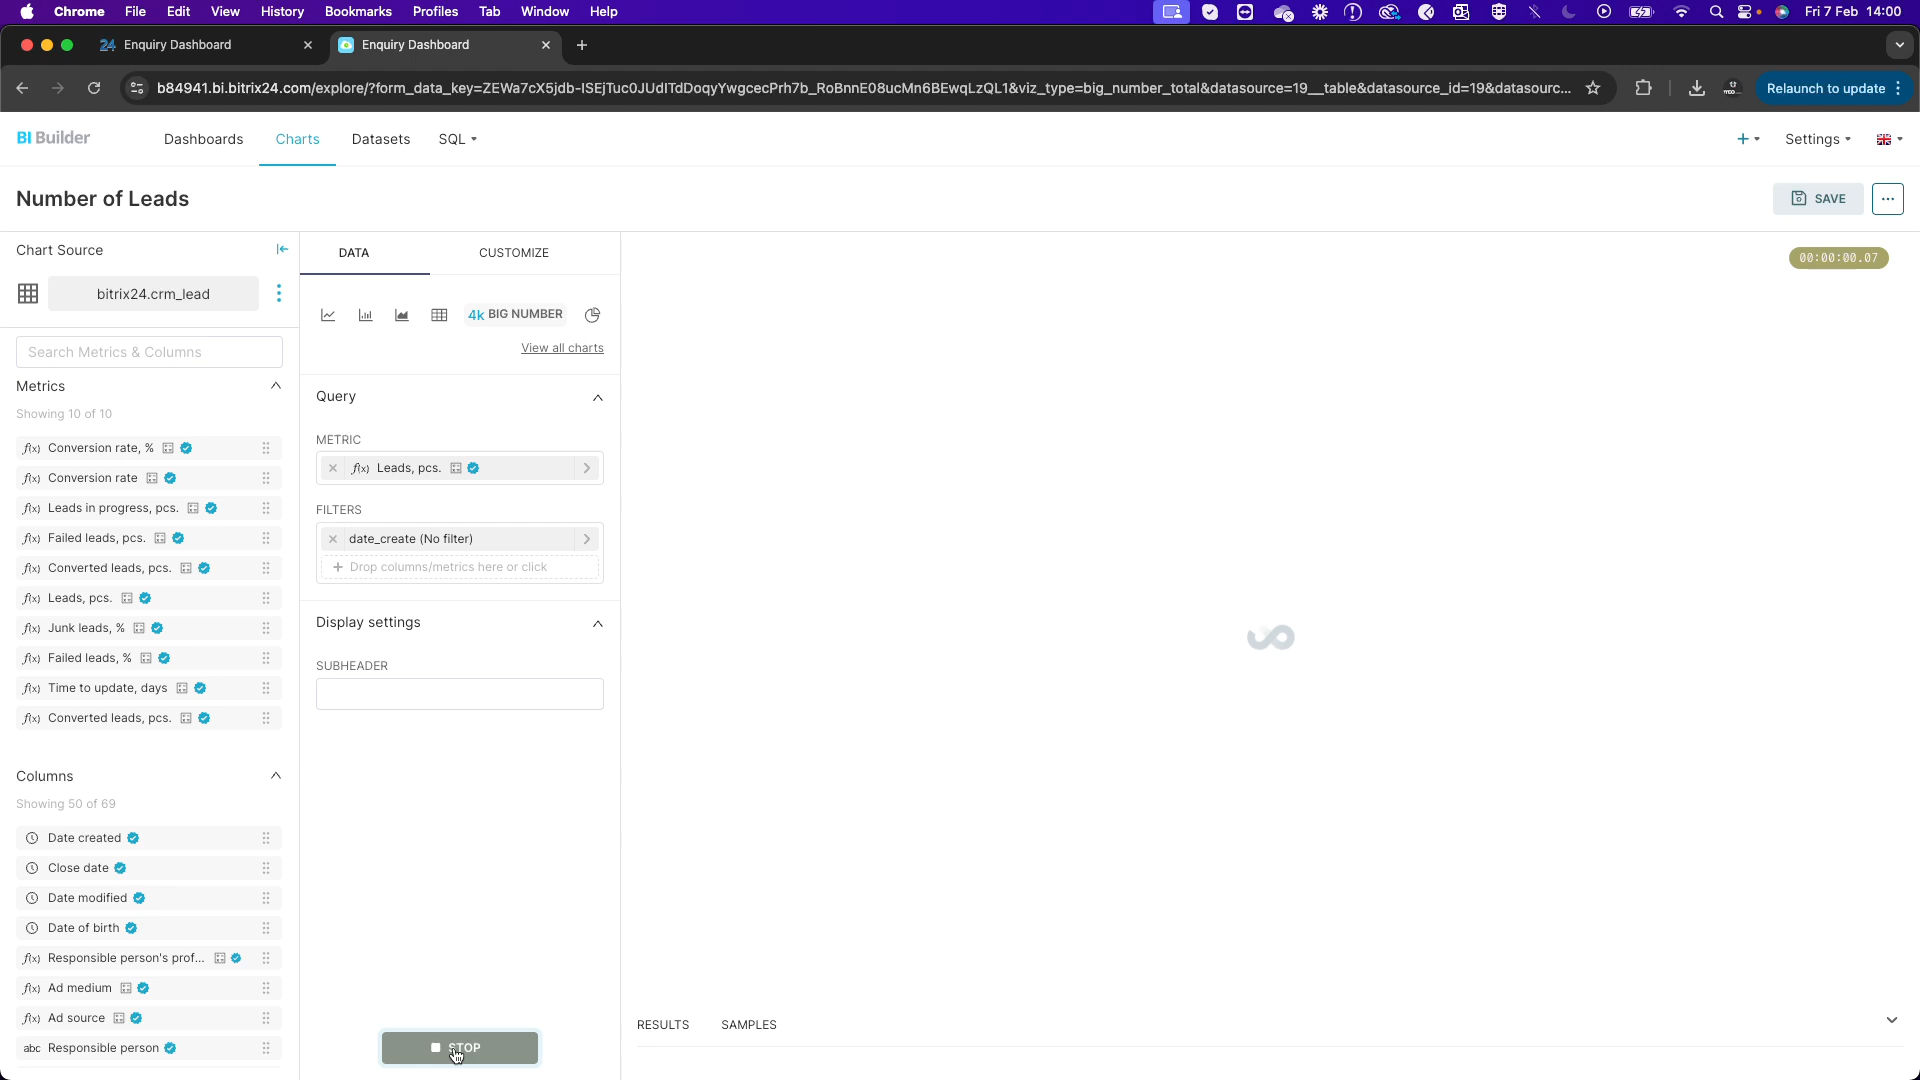 Chrome File Edit View History Bookmarks Profiles Tab Window Help Fri 7 Feb 14:00
24 Enquiry Dashboard Enquiry Dashboard
b84941.bi.bitrix24.com/explore/?form_data_key=ZEWa7cX5jdb-ISEjTuc0JUdITdDoqyYwgcecPrh7b_RoBnnE08ucMn6BEwqLzQL1&viz_type=big_number_total&datasource=19__table&datasource_id=19&datasourc... Relaunch to update
BI Builder Dashboards Charts Datasets SQL + Settings
Number of Leads SAVE ...
Chart Source
bitrix24.crm_lead
Search Metrics & Columns
Metrics
Showing 10 of 10
f(x) Conversion rate, %
f(x) Conversion rate
f(x) Leads in progress, pcs.
f(x) Failed leads, pcs.
f(x) Converted leads, pcs.
f(x) Leads, pcs.
f(x) Junk leads, %
f(x) Failed leads, %
f(x) Time to update, days
f(x) Converted leads, pcs.
Columns
Showing 50 of 69
Date created
Close date
Date modified
Date of birth
f(x) Responsible person's prof...
f(x) Ad medium
f(x) Ad source
abc Responsible person
DATA CUSTOMIZE
4k BIG NUMBER
View all charts
Query
METRIC
f(x) Leads, pcs.
FILTERS
date_create (No filter)
+ Drop columns/metrics here or click
Display settings
SUBHEADER
STOP
00:00:00.07
RESULTS SAMPLES